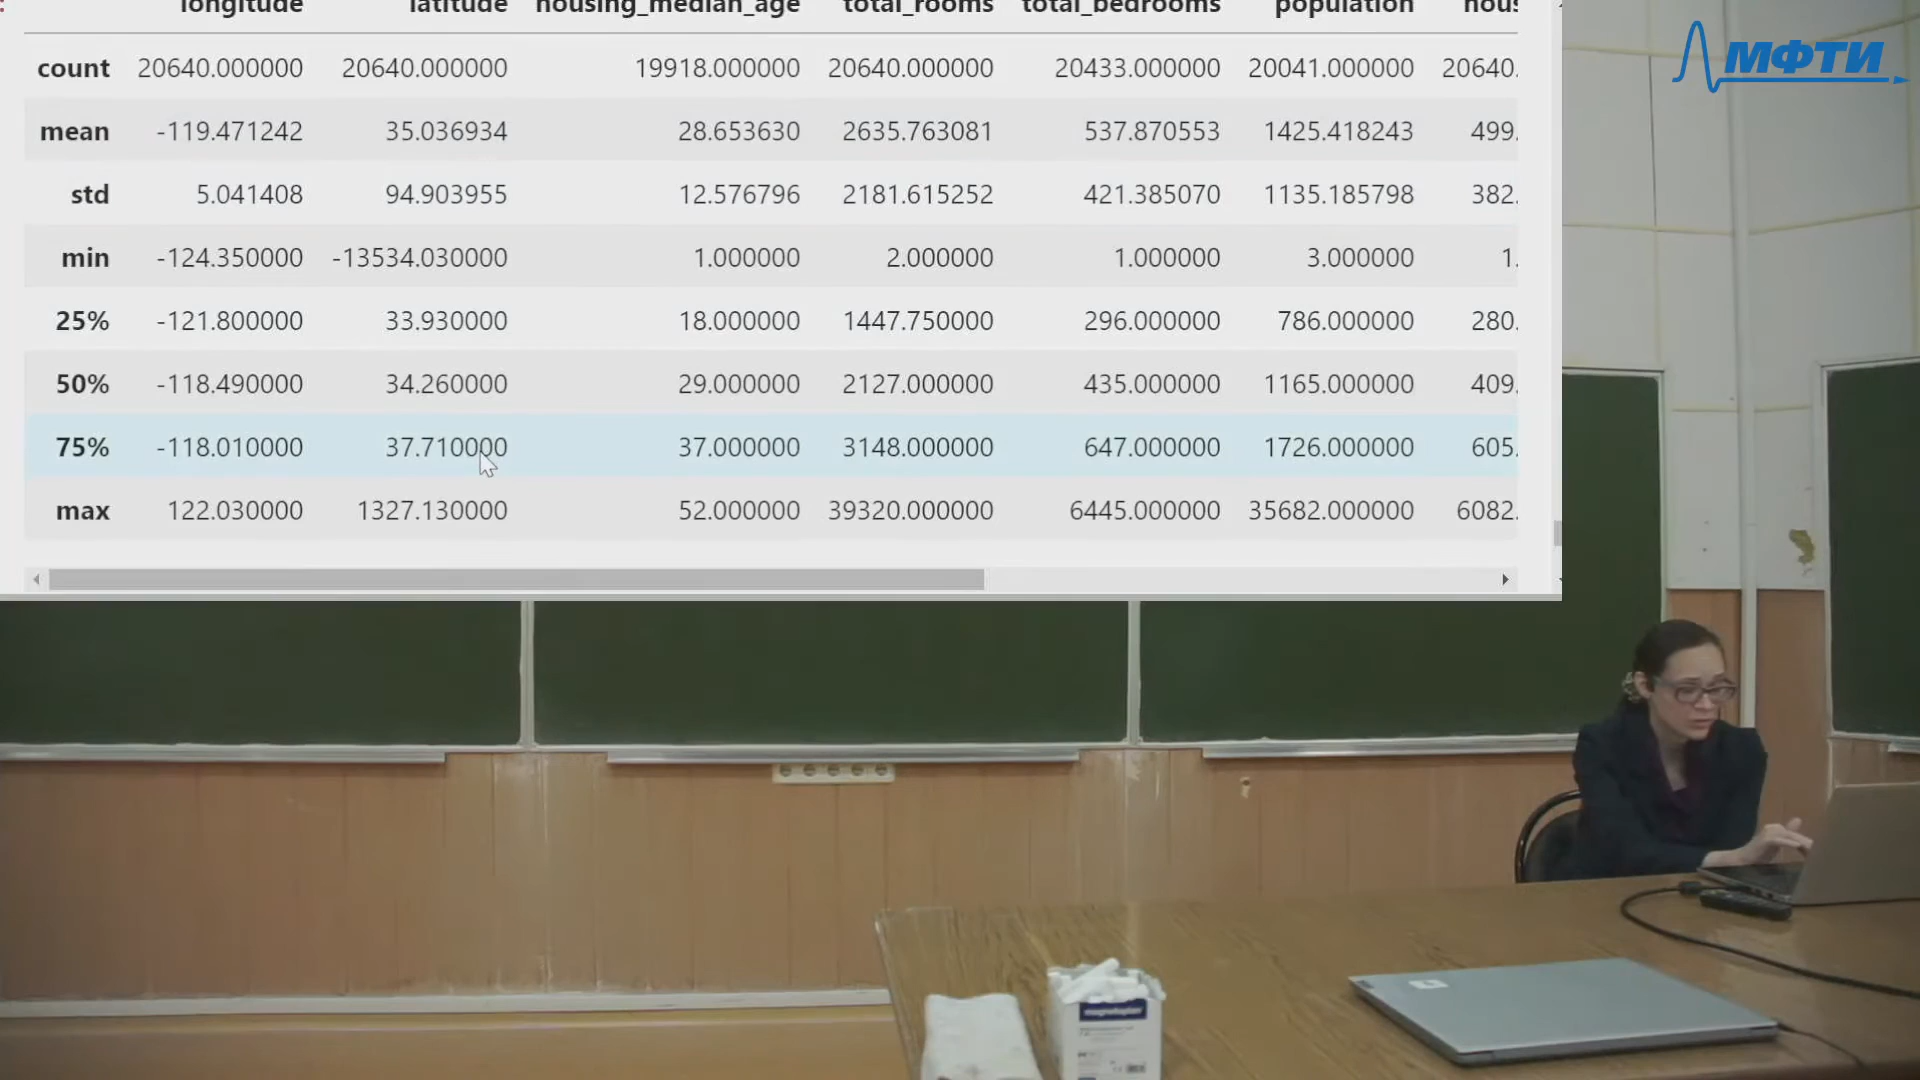 longitude latitude housing_median_age total_rooms total_bedrooms population hous
count 20640.000000 20640.000000 19918.000000 20640.000000 20433.000000 20041.000000 20640.
mean -119.471242 35.036934 28.653630 2635.763081 537.870553 1425.418243 499.
std 5.041408 94.903955 12.576796 2181.615252 421.385070 1135.185798 382.
min -124.350000 -13534.030000 1.000000 2.000000 1.000000 3.000000 1.
25% -121.800000 33.930000 18.000000 1447.750000 296.000000 786.000000 280.
50% -118.490000 34.260000 29.000000 2127.000000 435.000000 1165.000000 409.
75% -118.010000 37.710000 37.000000 3148.000000 647.000000 1726.000000 605.
max 122.030000 1327.130000 52.000000 39320.000000 6445.000000 35682.000000 6082.
МФТИ